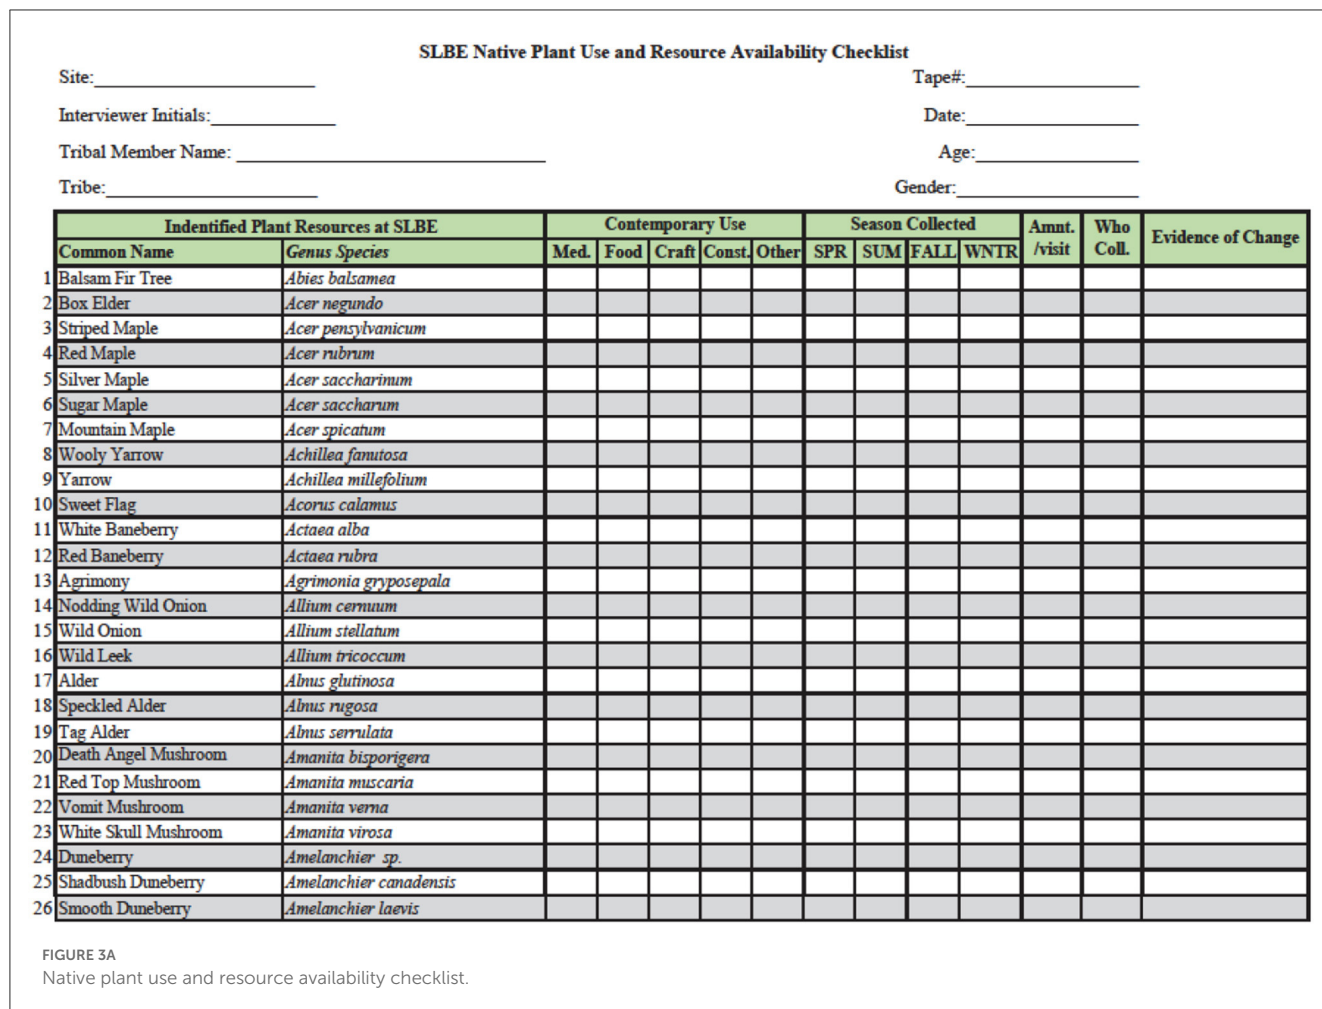 SLBE Native Plant Use and Resource Availability Checklist
Site: Tape#:
Interviewer Initials: Date:
Tribal Member Name: Age:
Tribe: Gender:
Indentified Plant Resources at SLBE Contemporary Use Season Collected Amnt. /visit Who Coll. Evidence of Change
Common Name Genus Species Med. Food Craft Const. Other SPR SUM FALL WNTR
1 Balsam Fir Tree Abies balsamea
2 Box Elder Acer negundo
3 Striped Maple Acer pensylvanicum
4 Red Maple Acer rubrum
5 Silver Maple Acer saccharinum
6 Sugar Maple Acer saccharum
7 Mountain Maple Acer spicatum
8 Wooly Yarrow Achillea fanutosa
9 Yarrow Achillea millefolium
10 Sweet Flag Acorus calamus
11 White Baneberry Actaea alba
12 Red Baneberry Actaea rubra
13 Agrimony Agrimonia gryposepala
14 Nodding Wild Onion Allium cernuum
15 Wild Onion Allium stellatum
16 Wild Leek Allium tricoccum
17 Alder Alnus glutinosa
18 Speckled Alder Alnus rugosa
19 Tag Alder Alnus serrulata
20 Death Angel Mushroom Amanita bisporigera
21 Red Top Mushroom Amanita muscaria
22 Vomit Mushroom Amanita verna
23 White Skull Mushroom Amanita virosa
24 Duneberry Amelanchier sp.
25 Shadbush Duneberry Amelanchier canadensis
26 Smooth Duneberry Amelanchier laevis
FIGURE 3A
Native plant use and resource availability checklist.